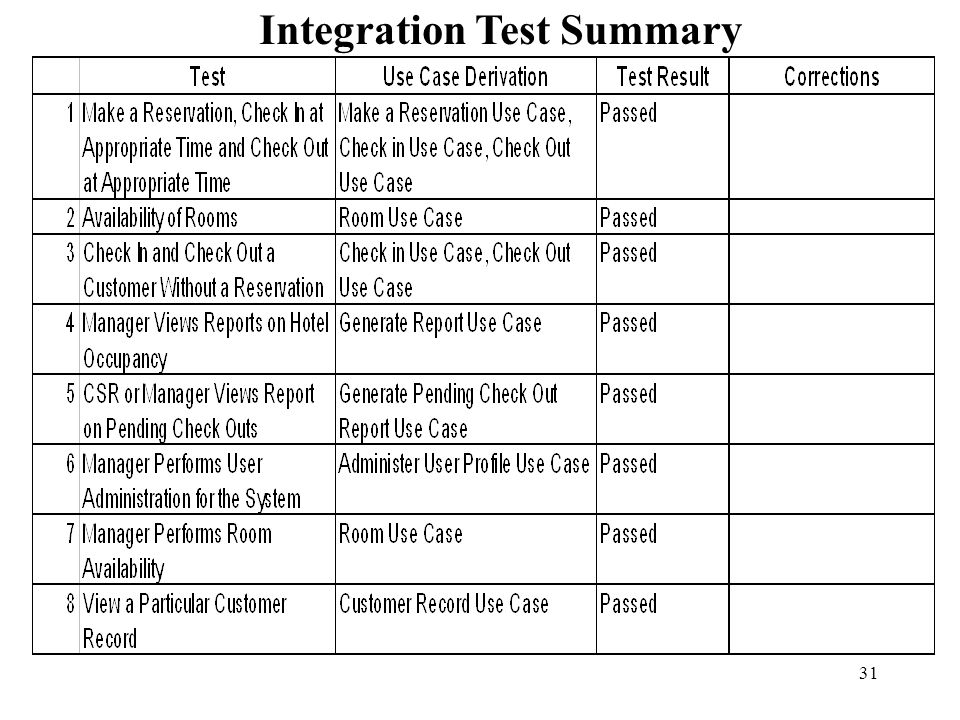 Integration Test Summary
Test Use Case Derivation Test Result Corrections
1 Make a Reservation, Check In at Make a Reservation Use Case, Passed
Appropriate Time and Check Out Check in Use Case, Check Out
at Appropriate Time Use Case
2 Availability of Rooms Room Use Case Passed
3 Check In and Check Out a Check in Use Case, Check Out Passed
Customer Without a Reservation Use Case
4 Manager Views Reports on Hotel Generate Report Use Case Passed
Occupancy
5 CSR or Manager Views Report Generate Pending Check Out Passed
on Pending Check Outs Report Use Case
6 Manager Performs User Administer User Profile Use Case Passed
Administration for the System
7 Manager Performs Room Room Use Case Passed
Availability
8 View a Particular Customer Customer Record Use Case Passed
Record
31